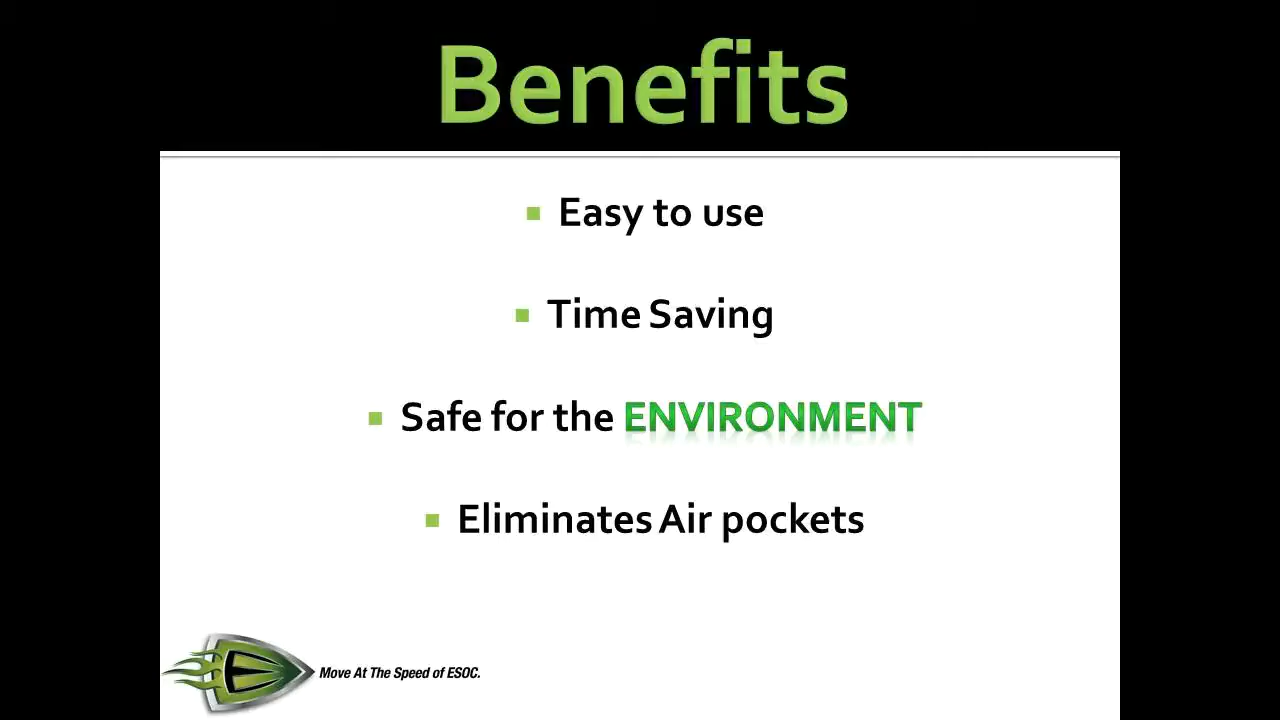 Benefits
Easy to use
Time Saving
Safe for the ENVIRONMENT
Eliminates Air pockets
Move At The Speed of ESOC.